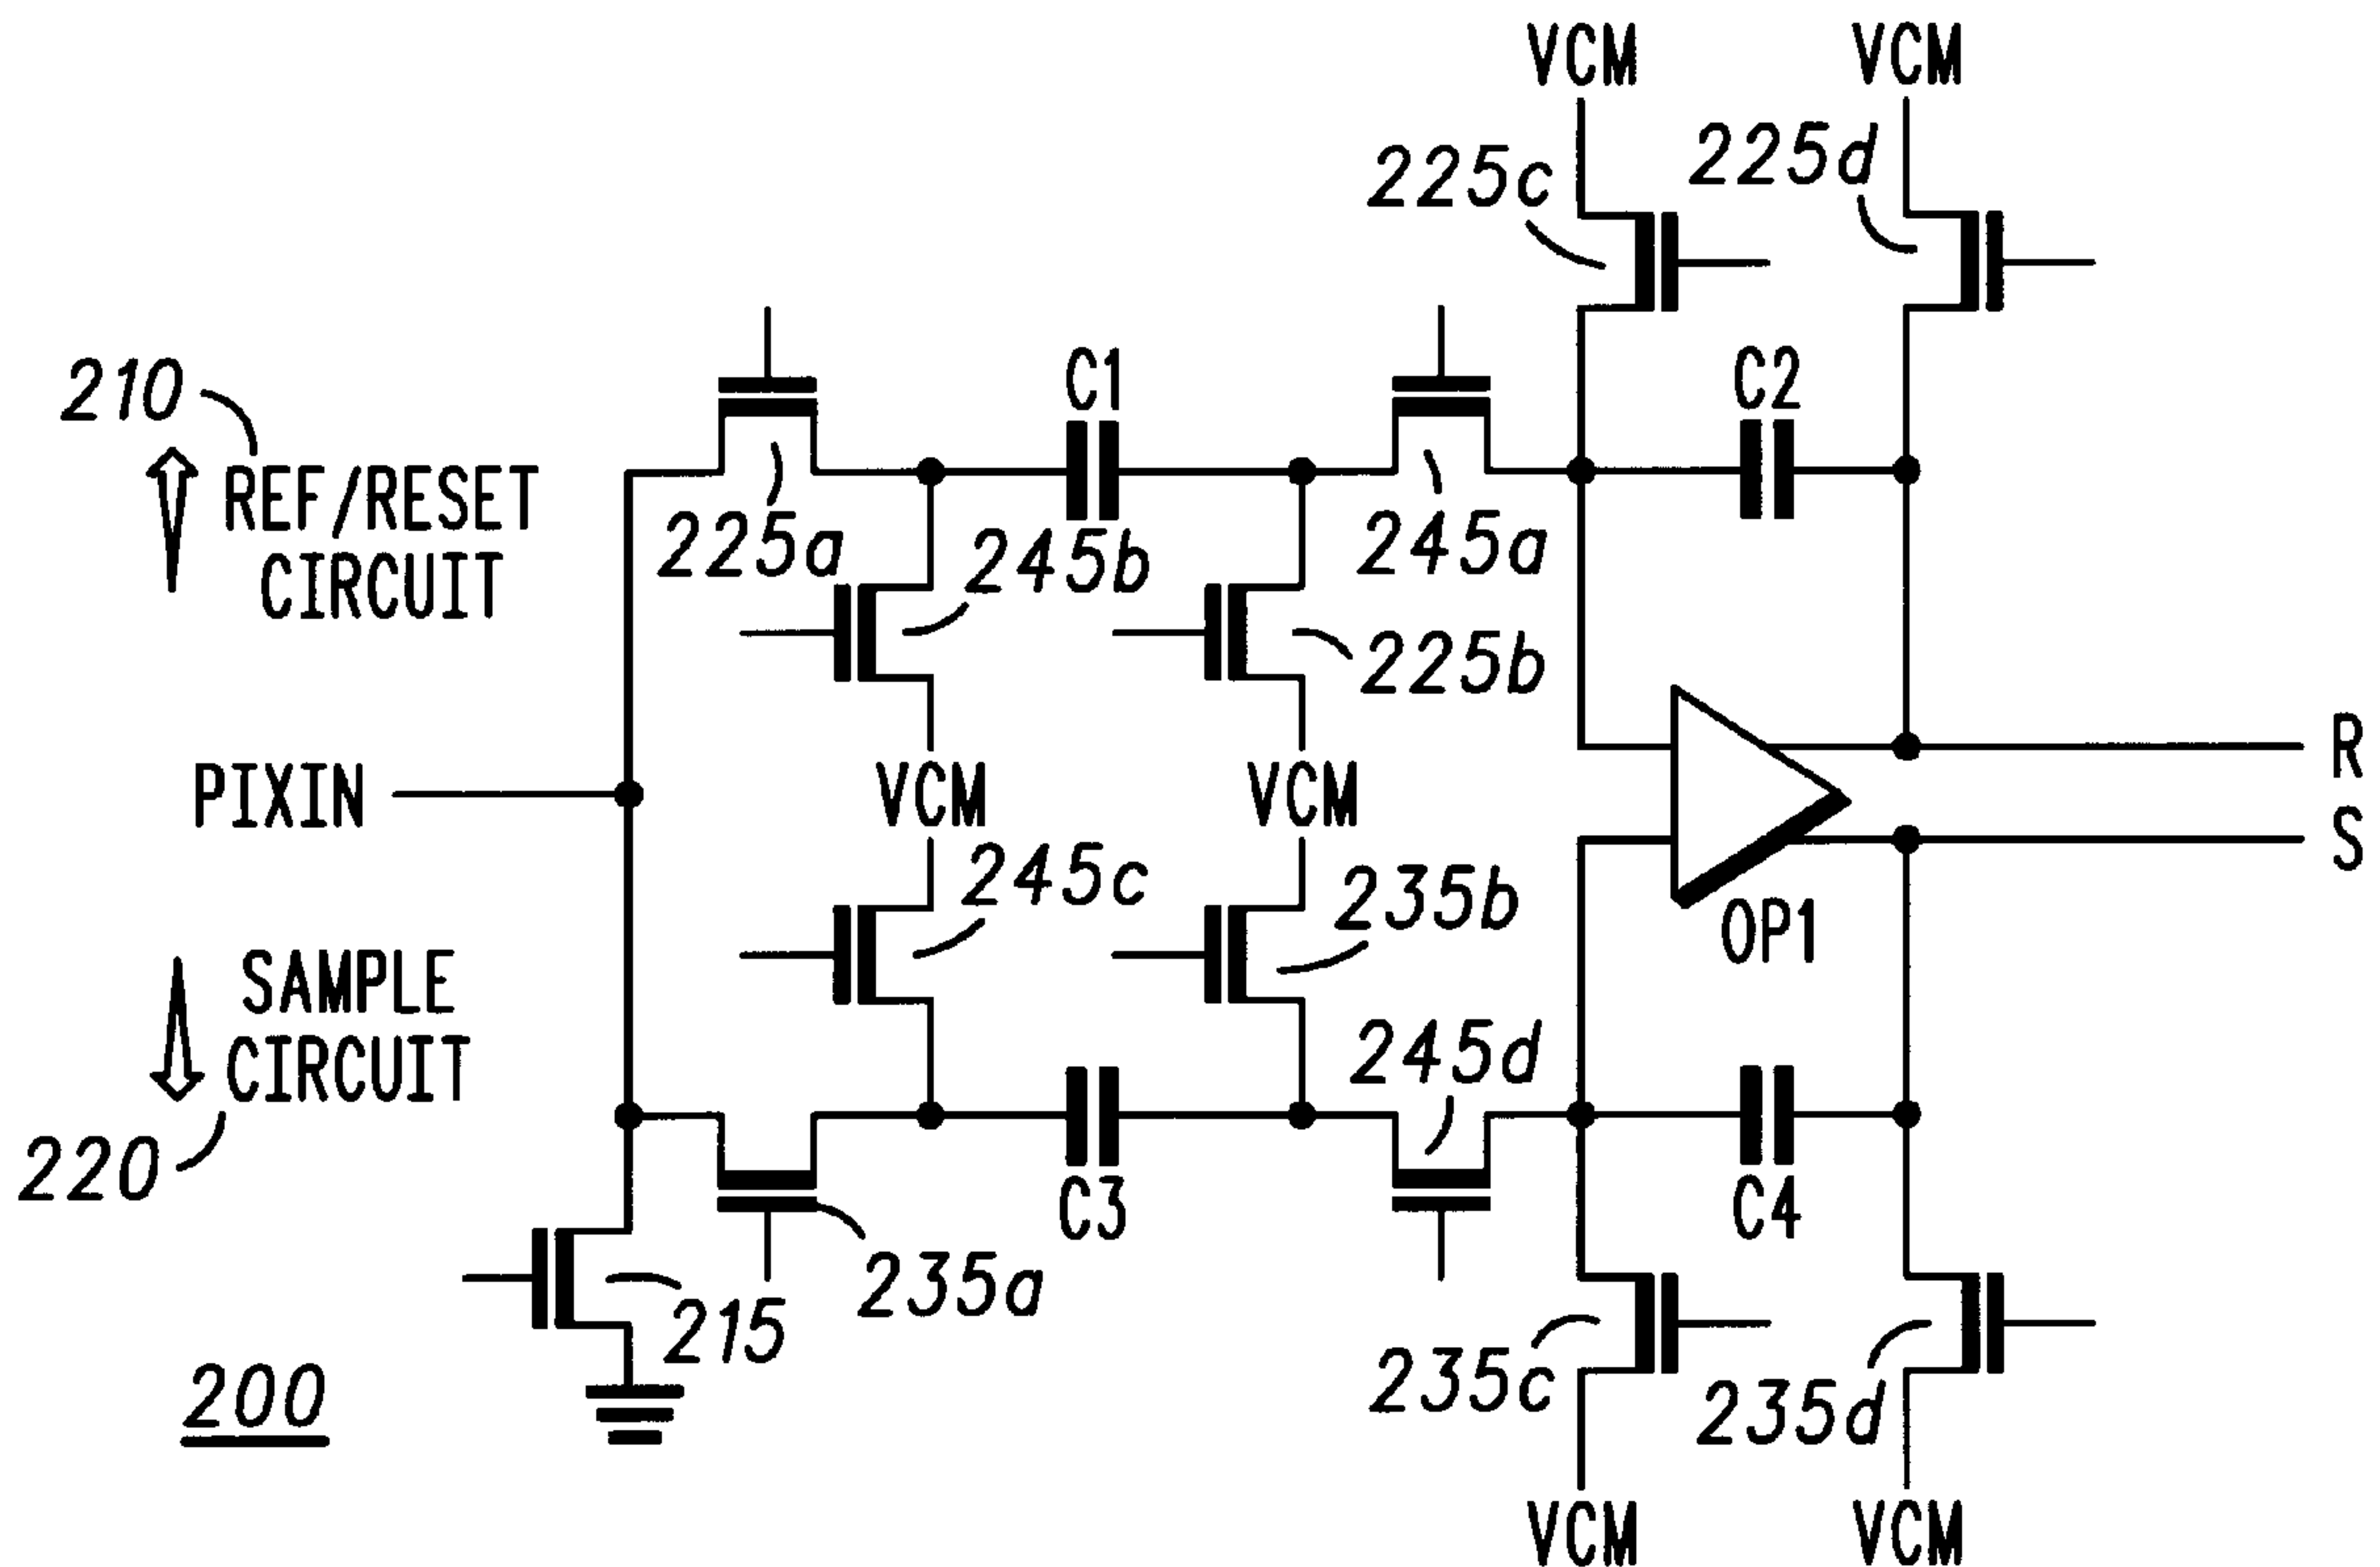 VCM
VCM
225c
225d
210
REF/RESET
CIRCUIT
C1
C2
225a
245b
245a
225b
PIXIN
VCM
VCM
R
S
245c
235b
OP1
SAMPLE
CIRCUIT
220
245d
C3
C4
235a
215
235c
235d
200
VCM
VCM